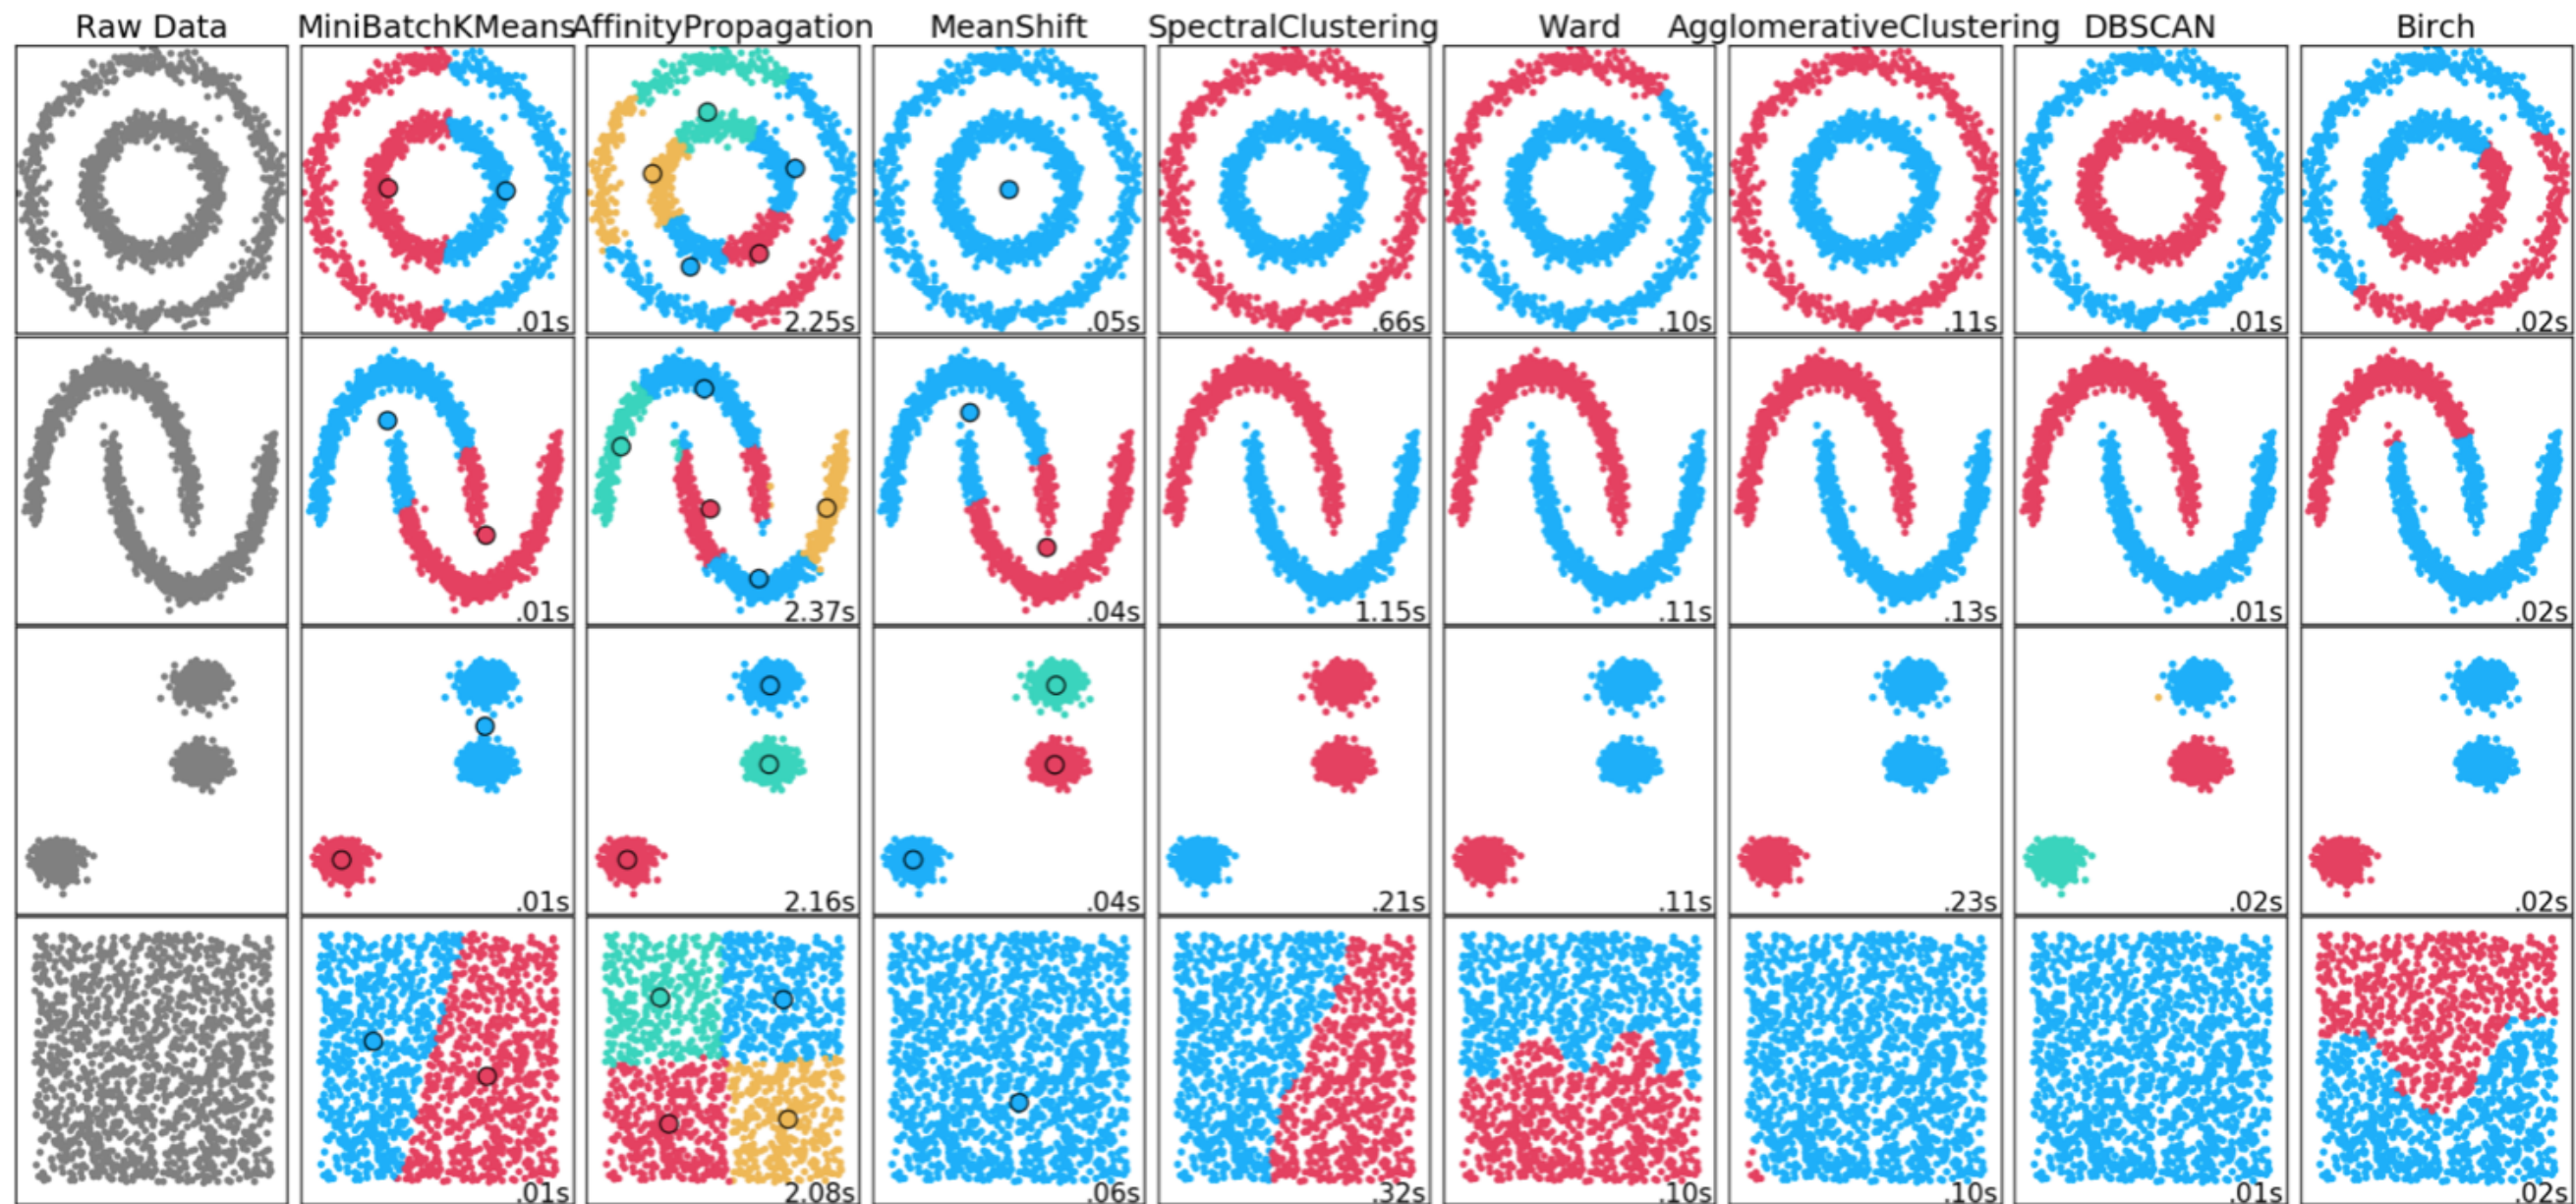 Raw Data MiniBatchKMeans AffinityPropagation MeanShift SpectralClustering Ward AgglomerativeClustering DBSCAN Birch
.01s 2.25s .05s .66s .10s .11s .01s .02s
.01s 2.37s .04s 1.15s .11s .13s .01s .02s
.01s 2.16s .04s .21s .11s .23s .02s .02s
.01s 2.08s .06s .32s .10s .10s .01s .02s